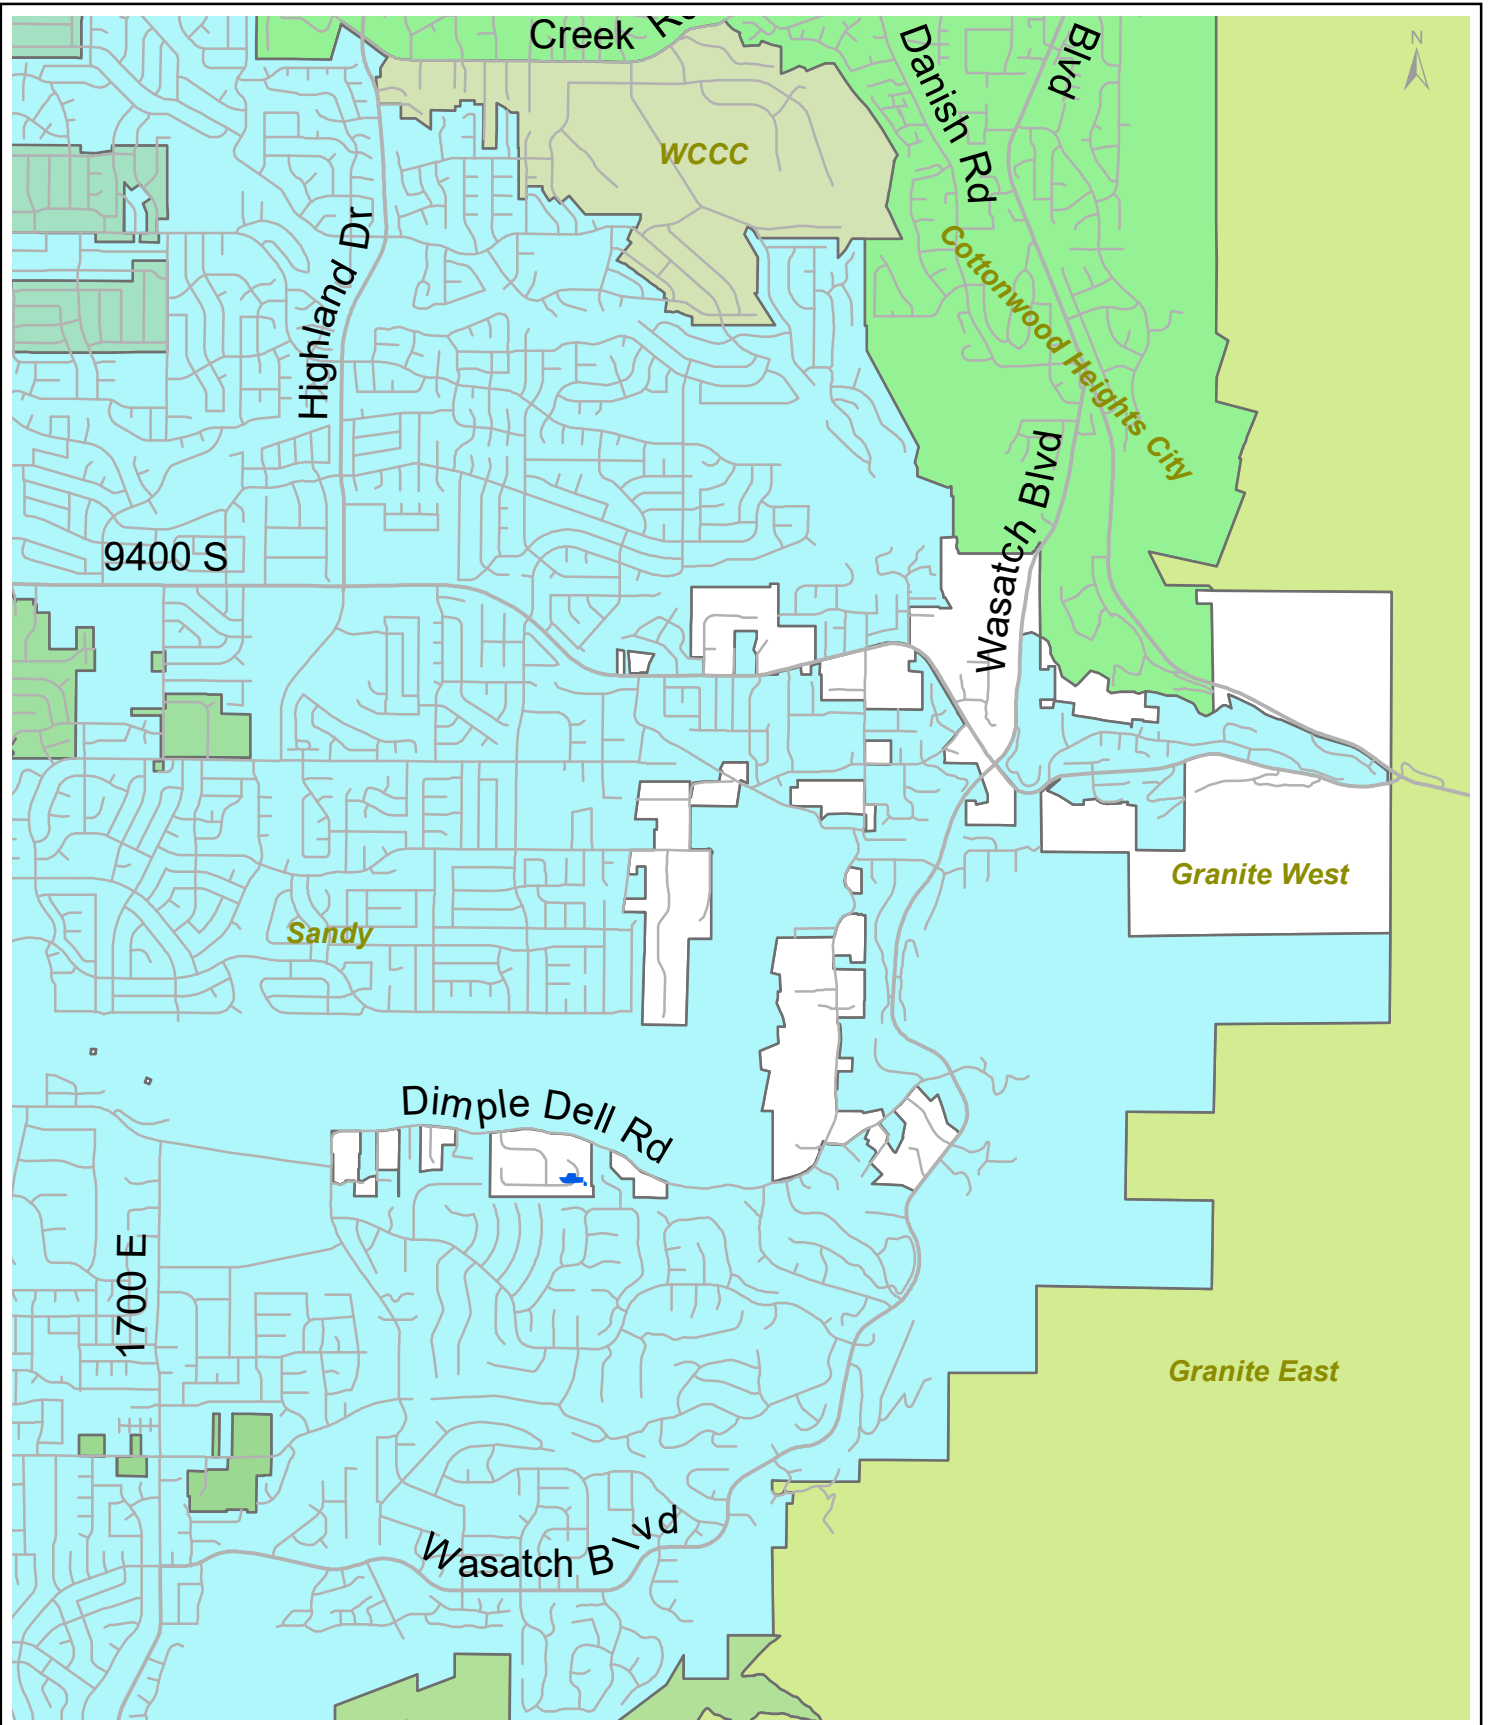 Creek
Danish Rd
Blvd
N
WCCC
Highland Dr
Cottonwood Heights City
Wasatch Blvd
9400 S
Granite West
Sandy
Dimple Dell Rd
1700 E
Granite East
Wasatch Blvd